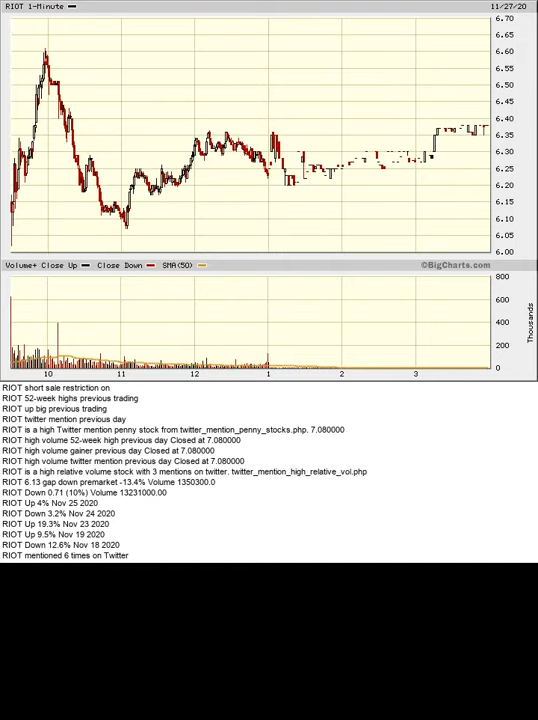 RIOT 1-Minute 11/27/20
6.70
6.65
6.60
6.55
6.50
6.45
6.40
6.35
6.30
6.25
6.20
6.15
6.10
6.05
6.00
Volume+ Close Up Close Down SMA(50) ©BigCharts.com
800
600
400
200
0
Thousands
10 11 12 1 2 3
RIOT short sale restriction on
RIOT 52-week highs previous trading
RIOT up big previous trading
RIOT twitter mention previous day
RIOT is a high Twitter mention penny stock from twitter_mention_penny_stocks.php. 7.080000
RIOT high volume 52-week high previous day Closed at 7.080000
RIOT high volume gainer previous day Closed at 7.080000
RIOT high volume twitter mention previous day Closed at 7.080000
RIOT is a high relative volume stock with 3 mentions on twitter. twitter_mention_high_relative_vol.php
RIOT 6.13 gap down premarket -13.4% Volume 1350300.0
RIOT Down 0.71 (10%) Volume 13231000.00
RIOT Up 4% Nov 25 2020
RIOT Down 3.2% Nov 24 2020
RIOT Up 19.3% Nov 23 2020
RIOT Up 9.5% Nov 19 2020
RIOT Down 12.6% Nov 18 2020
RIOT mentioned 6 times on Twitter